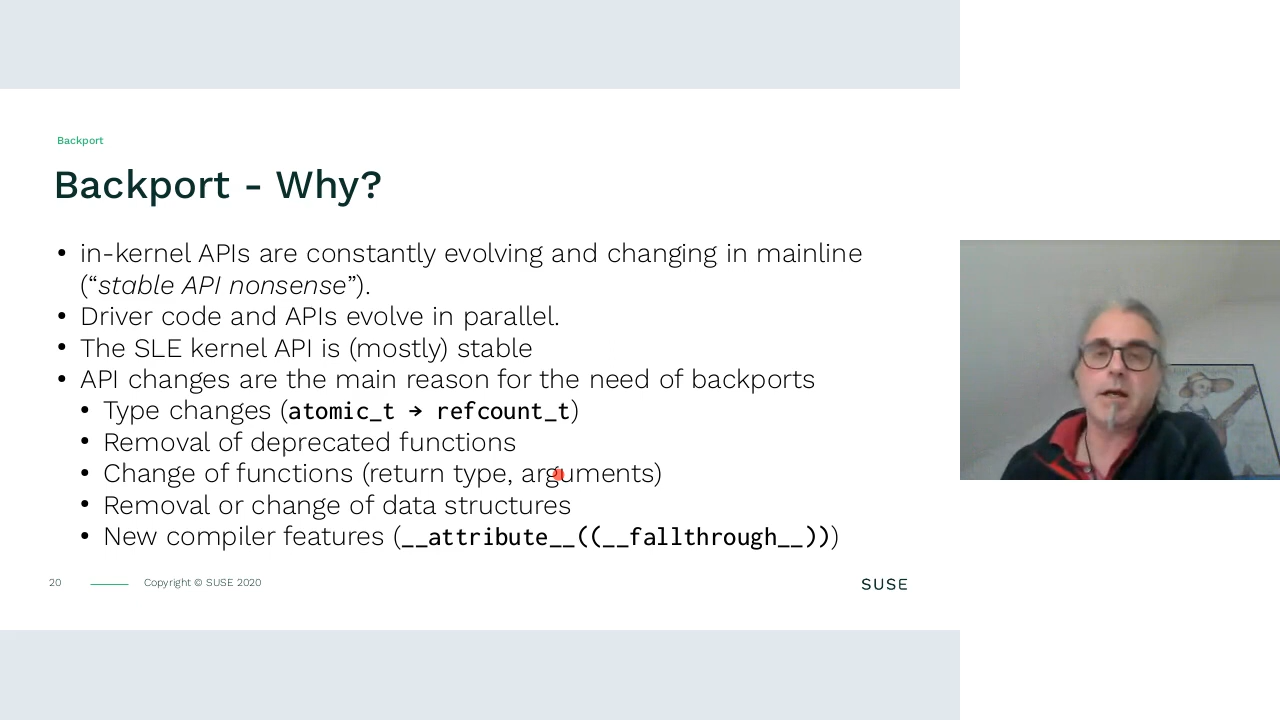 Backport
Backport - Why?
• in-kernel APIs are constantly evolving and changing in mainline
(“stable API nonsense”).
• Driver code and APIs evolve in parallel.
• The SLE kernel API is (mostly) stable
• API changes are the main reason for the need of backports
• Type changes (atomic_t → refcount_t)
• Removal of deprecated functions
• Change of functions (return type, arguments)
• Removal or change of data structures
• New compiler features (__attribute__((__fallthrough__)))
20 Copyright © SUSE 2020 SUSE